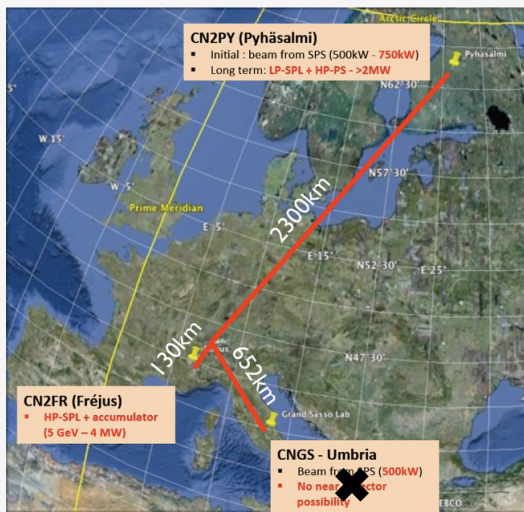 Arctic Circle
CN2PY (Pyhäsalmi)
▪ Initial : beam from SPS (500kW - 750kW)
▪ Long term: LP-SPL + HP-PS - >2MW
Pyhäsalmi
N62°30'
W 15°
W 5°
N57°30'
Prime Meridian
E 5°
2300km
E 15°
N52°30'
E 25°
130km
652km
N47°30'
CN2FR (Fréjus)
▪ HP-SPL + accumulator
(5 GeV – 4 MW)
Grand Sasso Lab
CNGS - Umbria
▪ Beam from SPS (500kW)
▪ No near
possibility